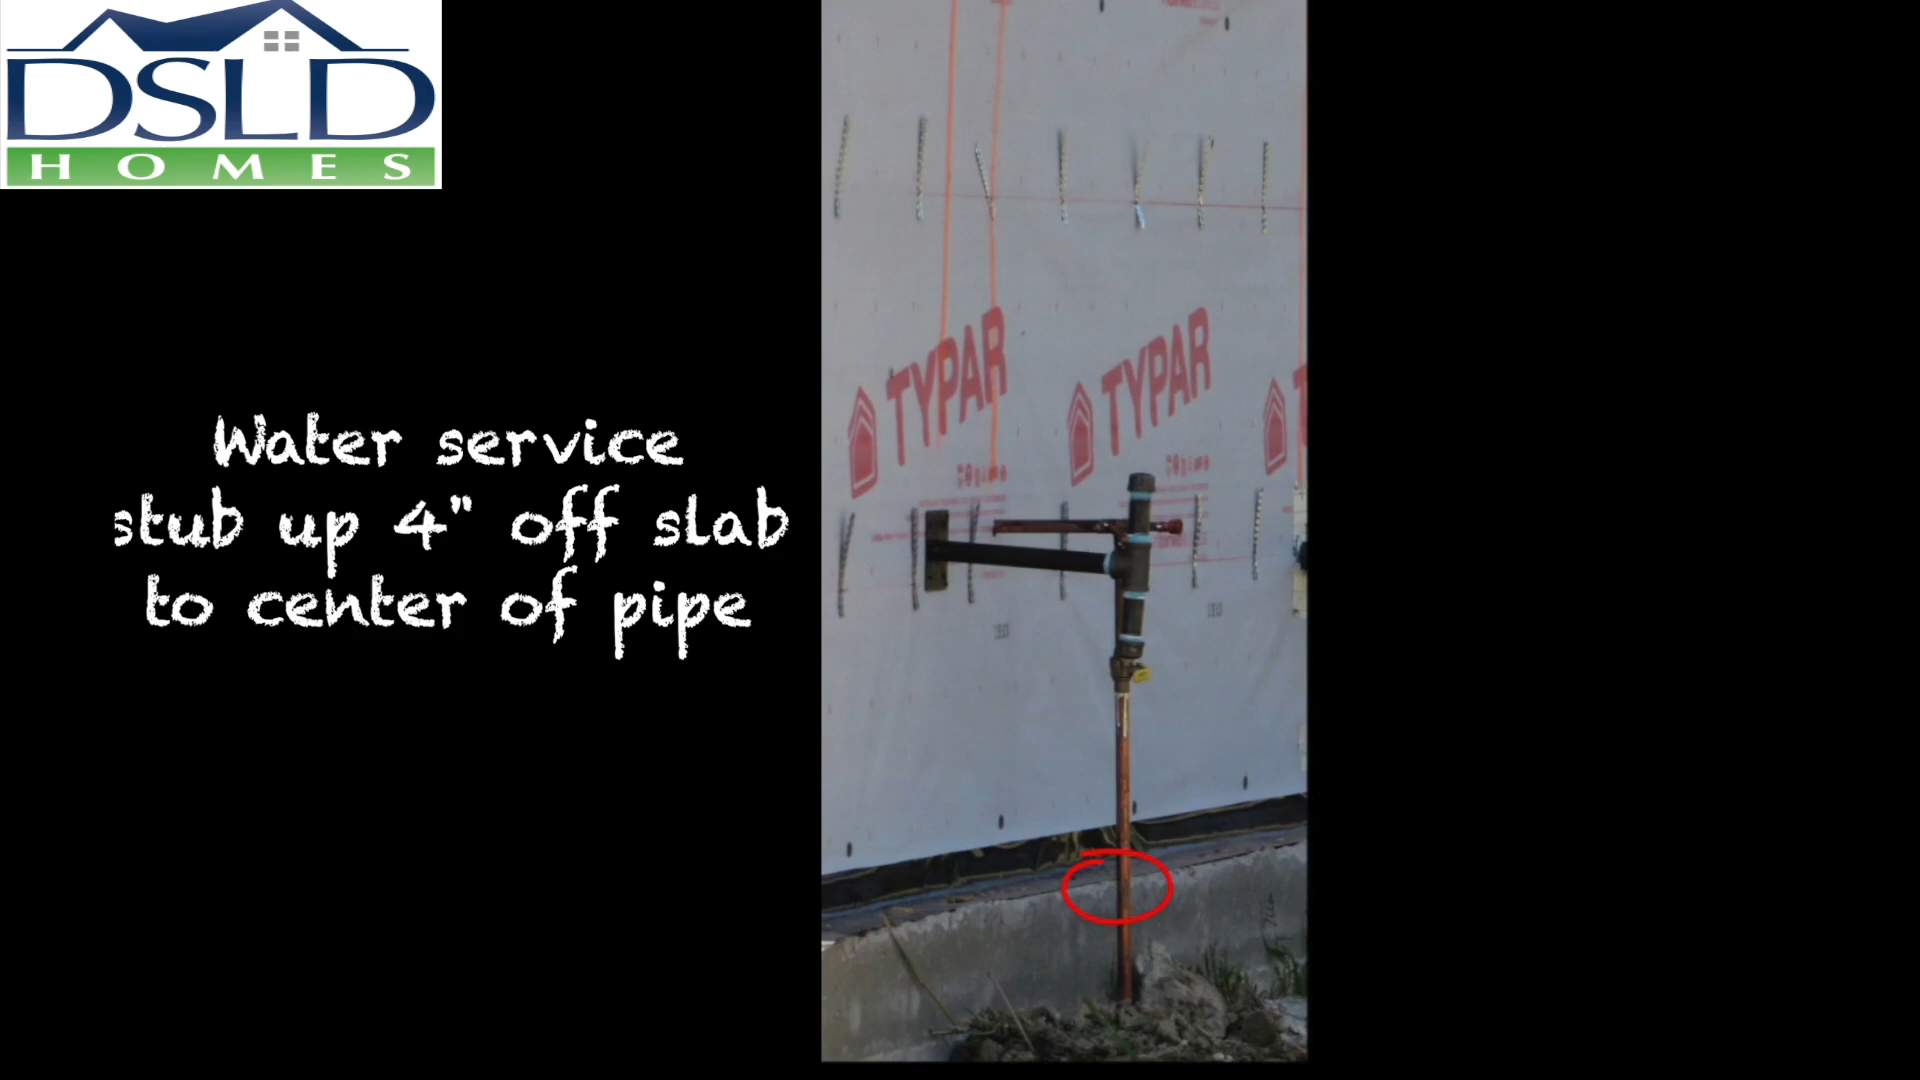 DSLD
HOMES
Water service
stub up 4" off slab
to center of pipe
TYPAR
TYPAR